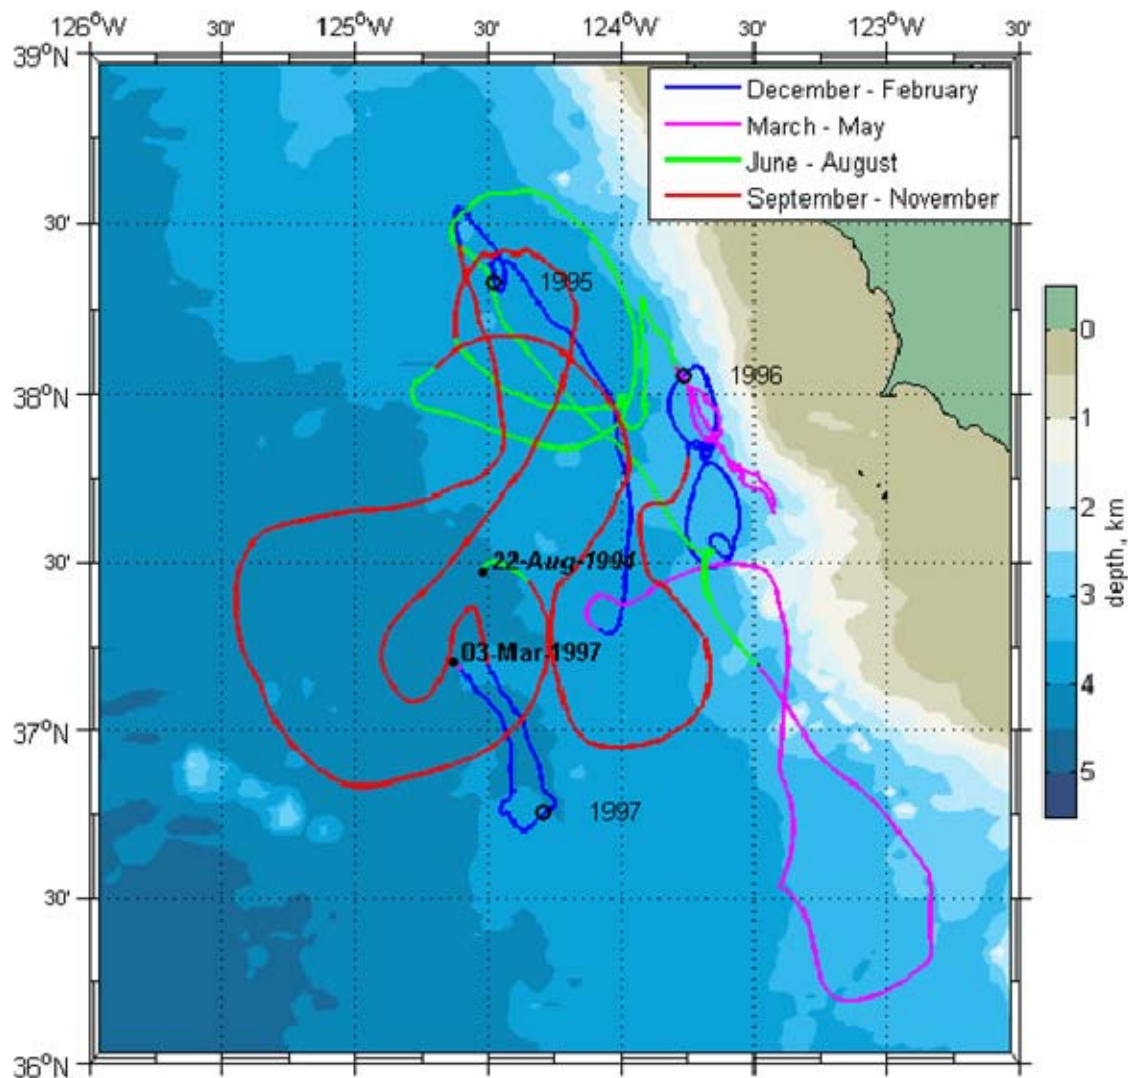 126°W 30' 125°W 30' 124°W 30' 123°W 30'
39°N
December - February
March - May
June - August
September - November
30'
1995
0
38°N
1996
1
2
30'
22-Aug-1994
3
depth, km
03-Mar-1997
4
37°N
5
1997
30'
36°N